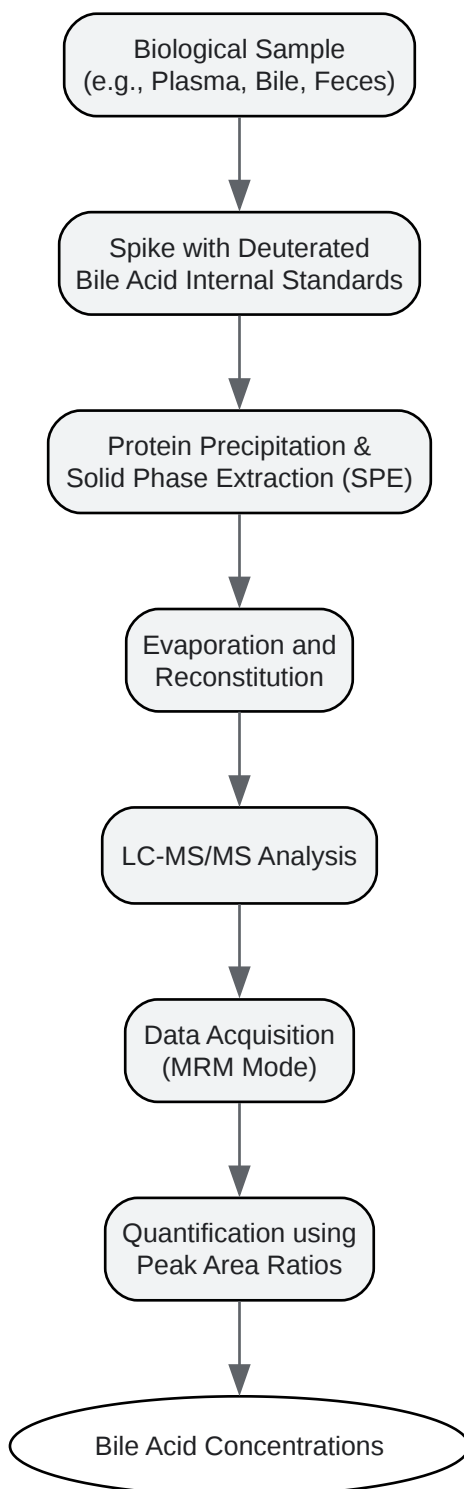 Biological Sample
(e.g., Plasma, Bile, Feces)
Spike with Deuterated
Bile Acid Internal Standards
Protein Precipitation &
Solid Phase Extraction (SPE)
Evaporation and
Reconstitution
LC-MS/MS Analysis
Data Acquisition
(MRM Mode)
Quantification using
Peak Area Ratios
Bile Acid Concentrations